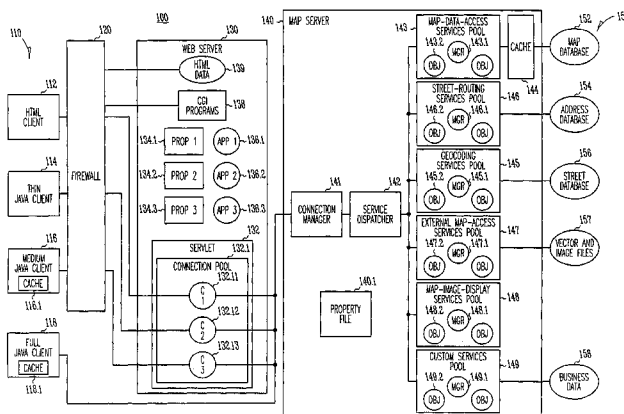 100
110
120
FIREWALL
112
HTML
CLIENT
114
THIN
JAVA CLIENT
116
MEDIUM
JAVA CLIENT
CACHE
116.1
118
FULL
JAVA CLIENT
CACHE
118.1
130
WEB SERVER
HTML
DATA
139
CGI
PROGRAMS
138
134.1
PROP 1
APP 1
136.1
134.2
PROP 2
APP 2
136.2
134.3
PROP 3
APP 3
136.3
SERVLET
132
132.1
CONNECTION POOL
132.11
C
1
132.12
C
2
132.13
C
3
140
MAP SERVER
141
CONNECTION
MANAGER
142
SERVICE
DISPATCHER
140.1
PROPERTY
FILE
143
MAP-DATA-ACCESS
SERVICES POOL
143.2
MGR
143.1
OBJ
OBJ
CACHE
144
STREET-ROUTING
SERVICES POOL
146
146.2
MGR
146.1
OBJ
OBJ
GEOCODING
SERVICES POOL
145
145.2
MGR
145.1
OBJ
OBJ
EXTERNAL MAP-ACCESS
SERVICES POOL
147
147.2
MGR
147.1
OBJ
OBJ
MAP-IMAGE-DISPLAY
SERVICES POOL
148
148.2
MGR
148.1
OBJ
OBJ
CUSTOM SERVICES
POOL
149
149.2
MGR
149.1
OBJ
OBJ
152
MAP
DATABASE
154
ADDRESS
DATABASE
156
STREET
DATABASE
157
VECTOR AND
IMAGE FILES
158
BUSINESS
DATA